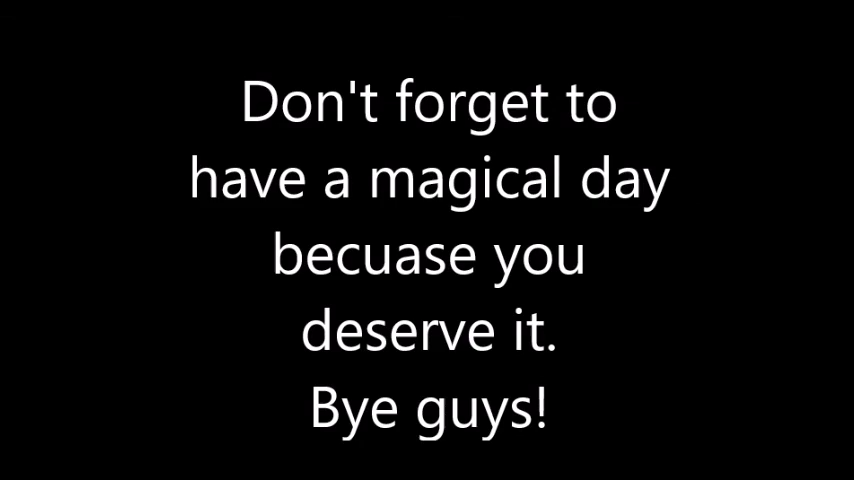 Don't forget to
have a magical day
becuase you
deserve it.
Bye guys!